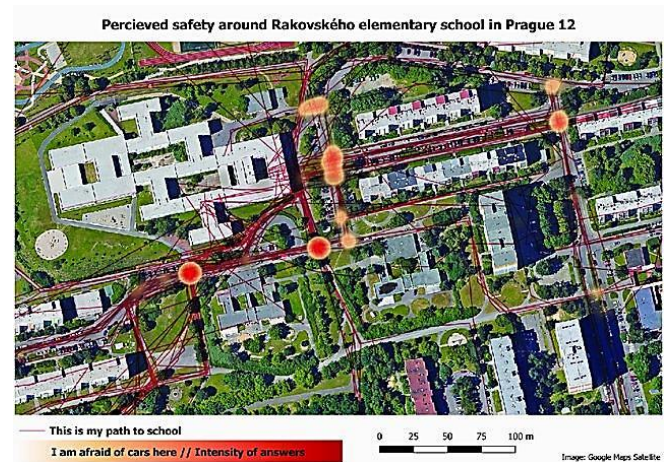 Percieved safety around Rakovského elementary school in Prague 12
This is my path to school
I am afraid of cars here // Intensity of answers
0 25 50 75 100 m
Image: Google Maps Satellite